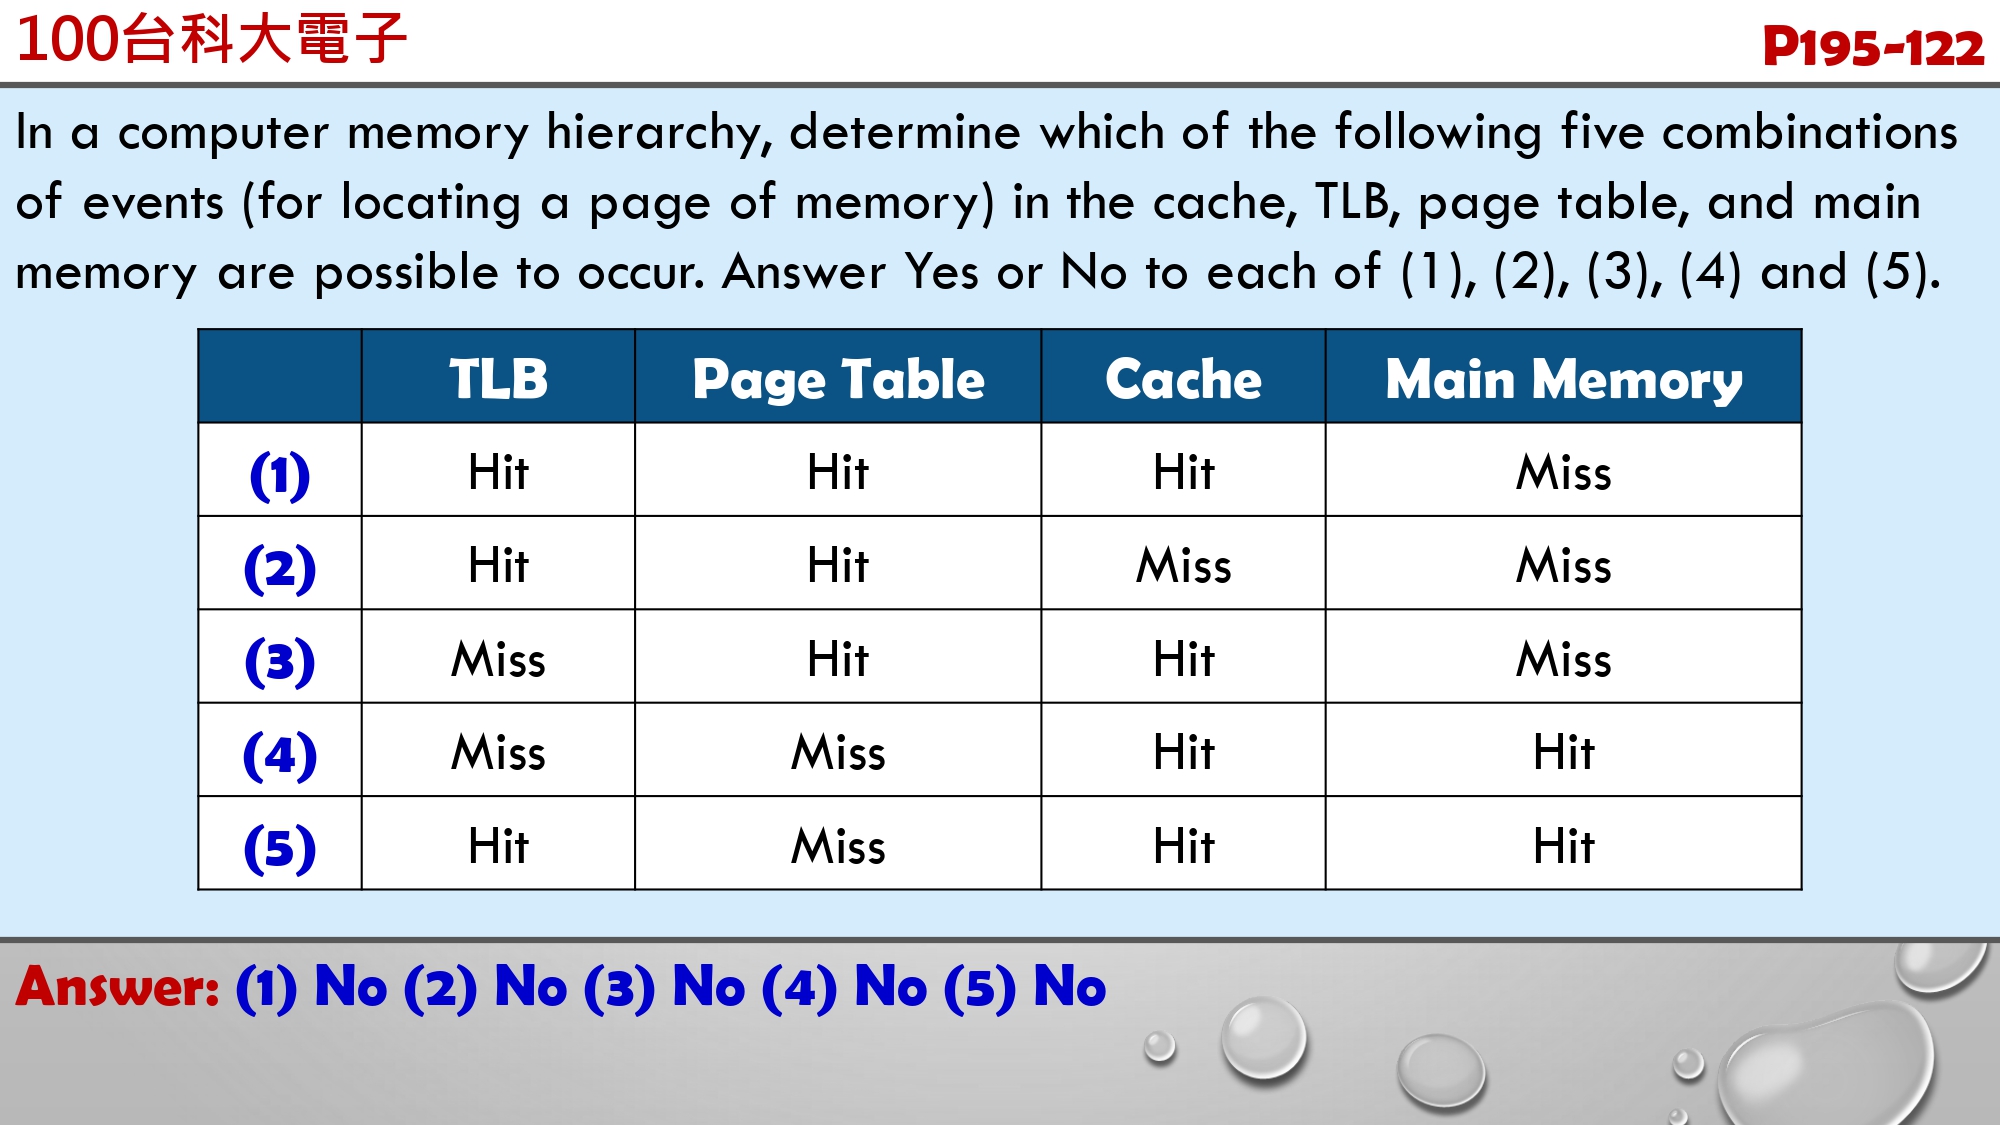 100台科大電子
P195-122
In a computer memory hierarchy, determine which of the following five combinations
of events (for locating a page of memory) in the cache, TLB, page table, and main
memory are possible to occur. Answer Yes or No to each of (1), (2), (3), (4) and (5).
TLB Page Table Cache Main Memory
(1) Hit Hit Hit Miss
(2) Hit Hit Miss Miss
(3) Miss Hit Hit Miss
(4) Miss Miss Hit Hit
(5) Hit Miss Hit Hit
Answer: (1) No (2) No (3) No (4) No (5) No